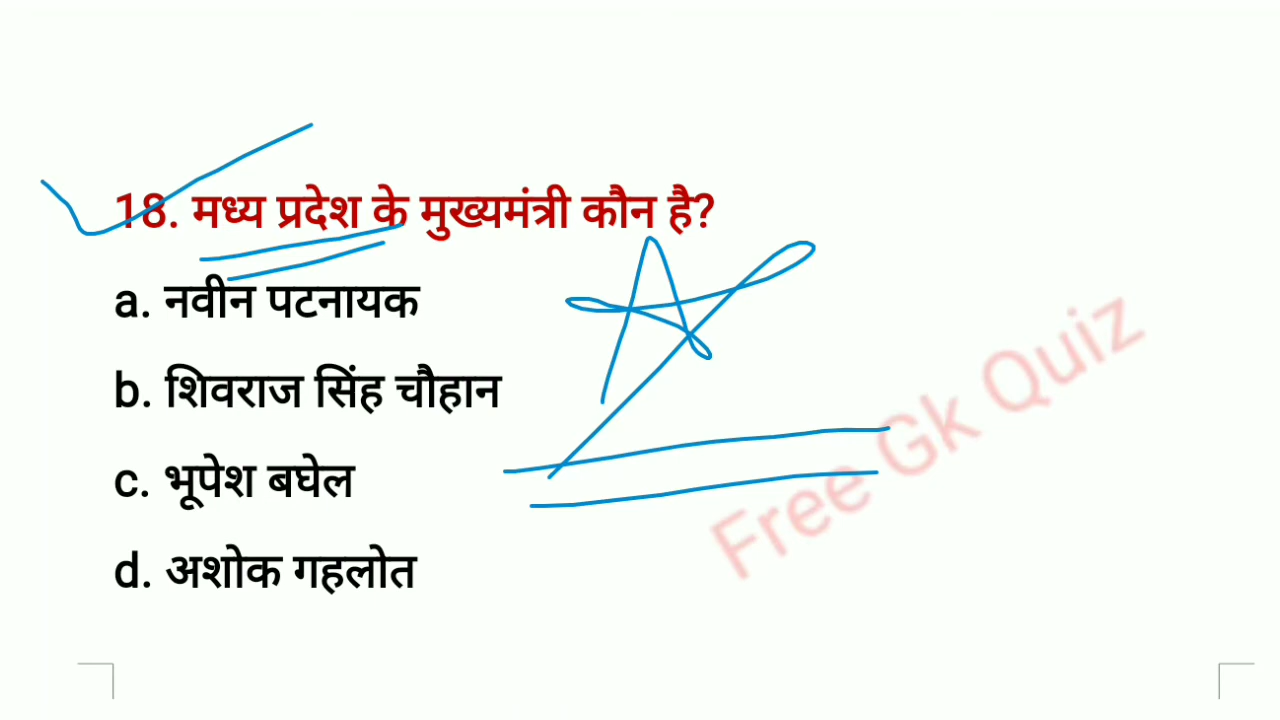 18. मध्य प्रदेश के मुख्यमंत्री कौन है?
a. नवीन पटनायक
b. शिवराज सिंह चौहान
c. भूपेश बघेल
d. अशोक गहलोत
Free Gk Quiz